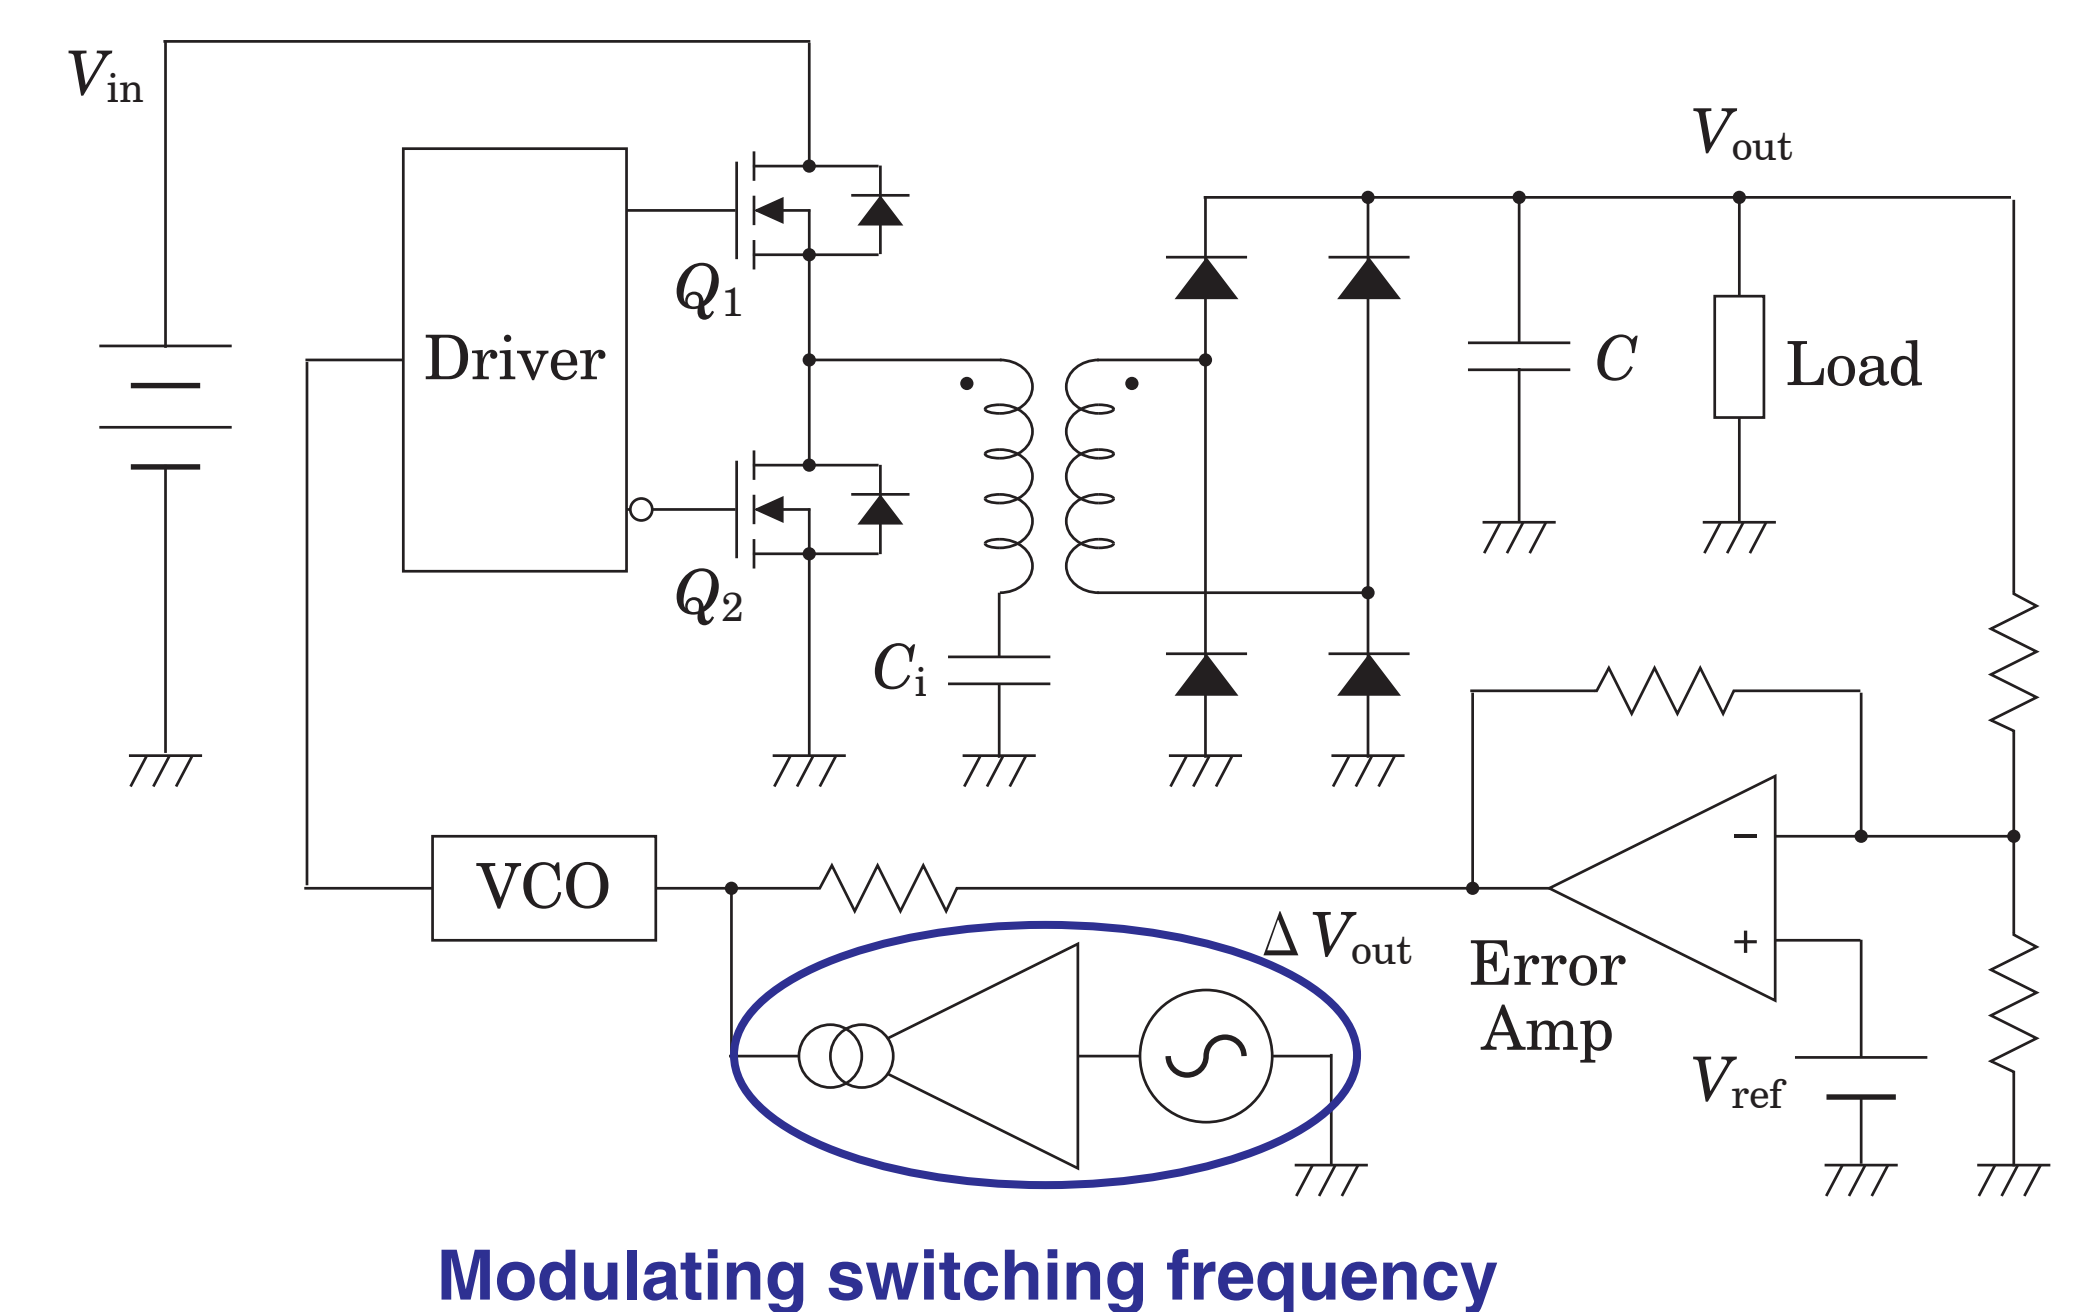 Vin
Vout
Driver
Q1
C
Load
Q2
Ci
−
VCO
ΔVout
+
Error
Amp
Vref
Modulating switching frequency